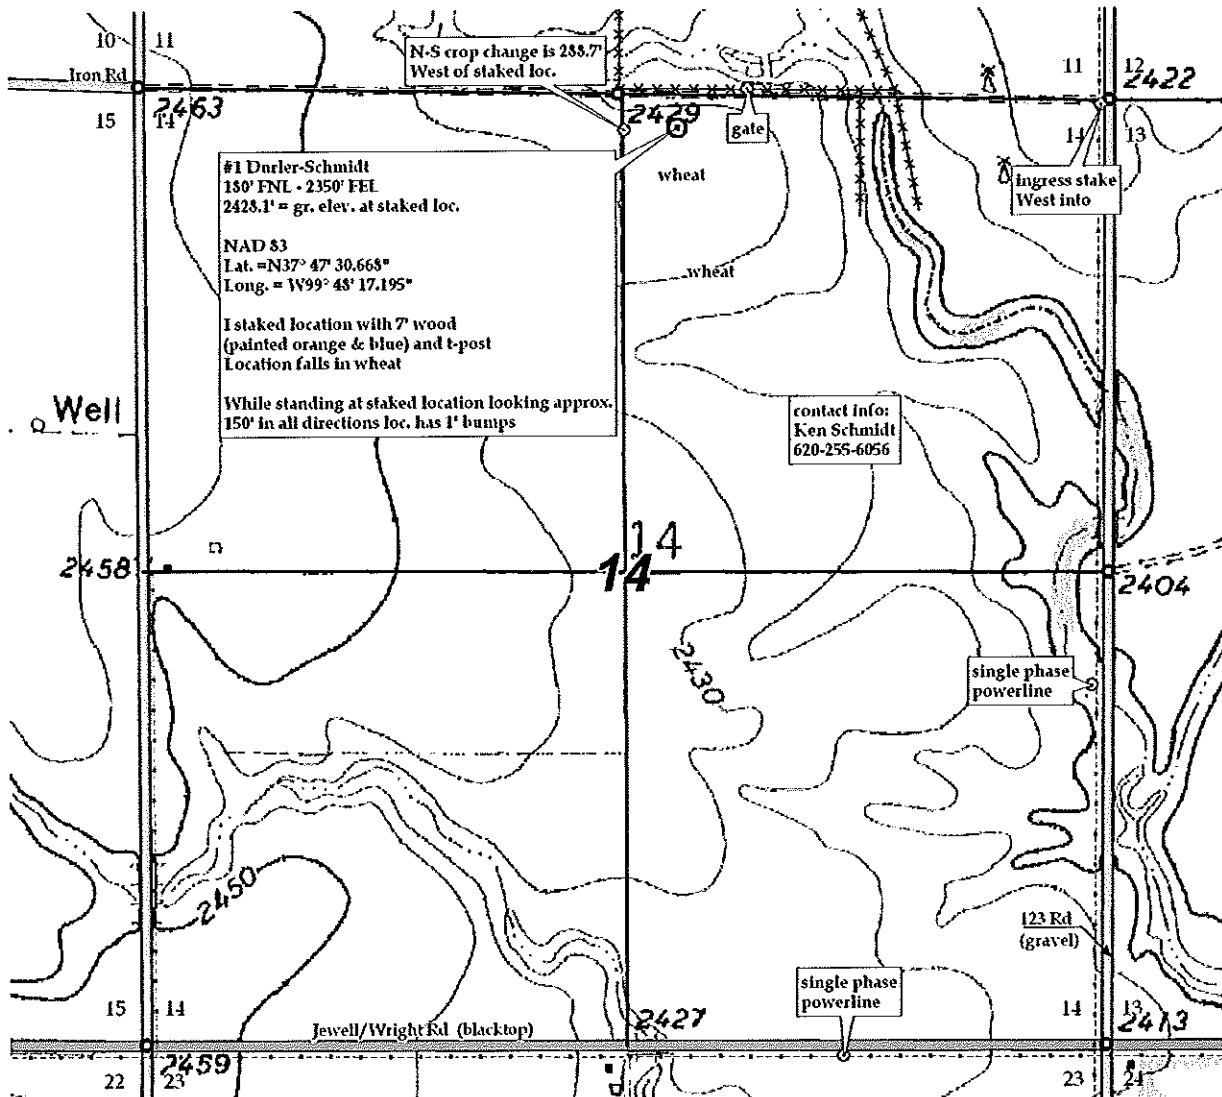 10
11
Iron Rd
2463
15
14
N-S crop change is 288.7'
West of staked loc.
2429
gate
11
12
2422
14
13
ingress stake
West into
wheat
wheat
#1 Durler-Schmidt
180' FNL - 2350' FEL
2428.1' = gr. elev. at staked loc.
NAD 83
Lat. =N37° 47' 30.668"
Long. = W99° 48' 17.195"
I staked location with 7' wood
(painted orange & blue) and t-post
Location falls in wheat
While standing at staked location looking approx.
150' in all directions loc. has 1' bumps
Well
contact info:
Ken Schmidt
620-255-6056
14
14
2458
2404
2430
single phase
powerline
2450
123 Rd
(gravel)
single phase
powerline
15
14
Jewell/Wright Rd (blacktop)
2427
14
13
2413
2459
22
23
23
24